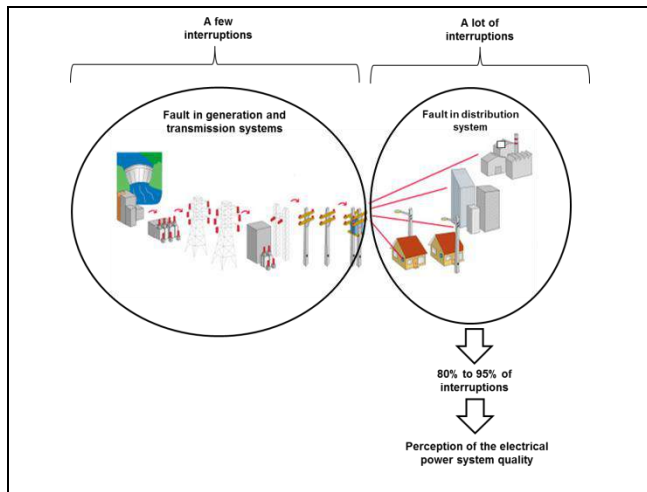 A few
interruptions
A lot of
interruptions
Fault in generation and
transmission systems
Fault in distribution
system
80% to 95% of
interruptions
Perception of the electrical
power system quality